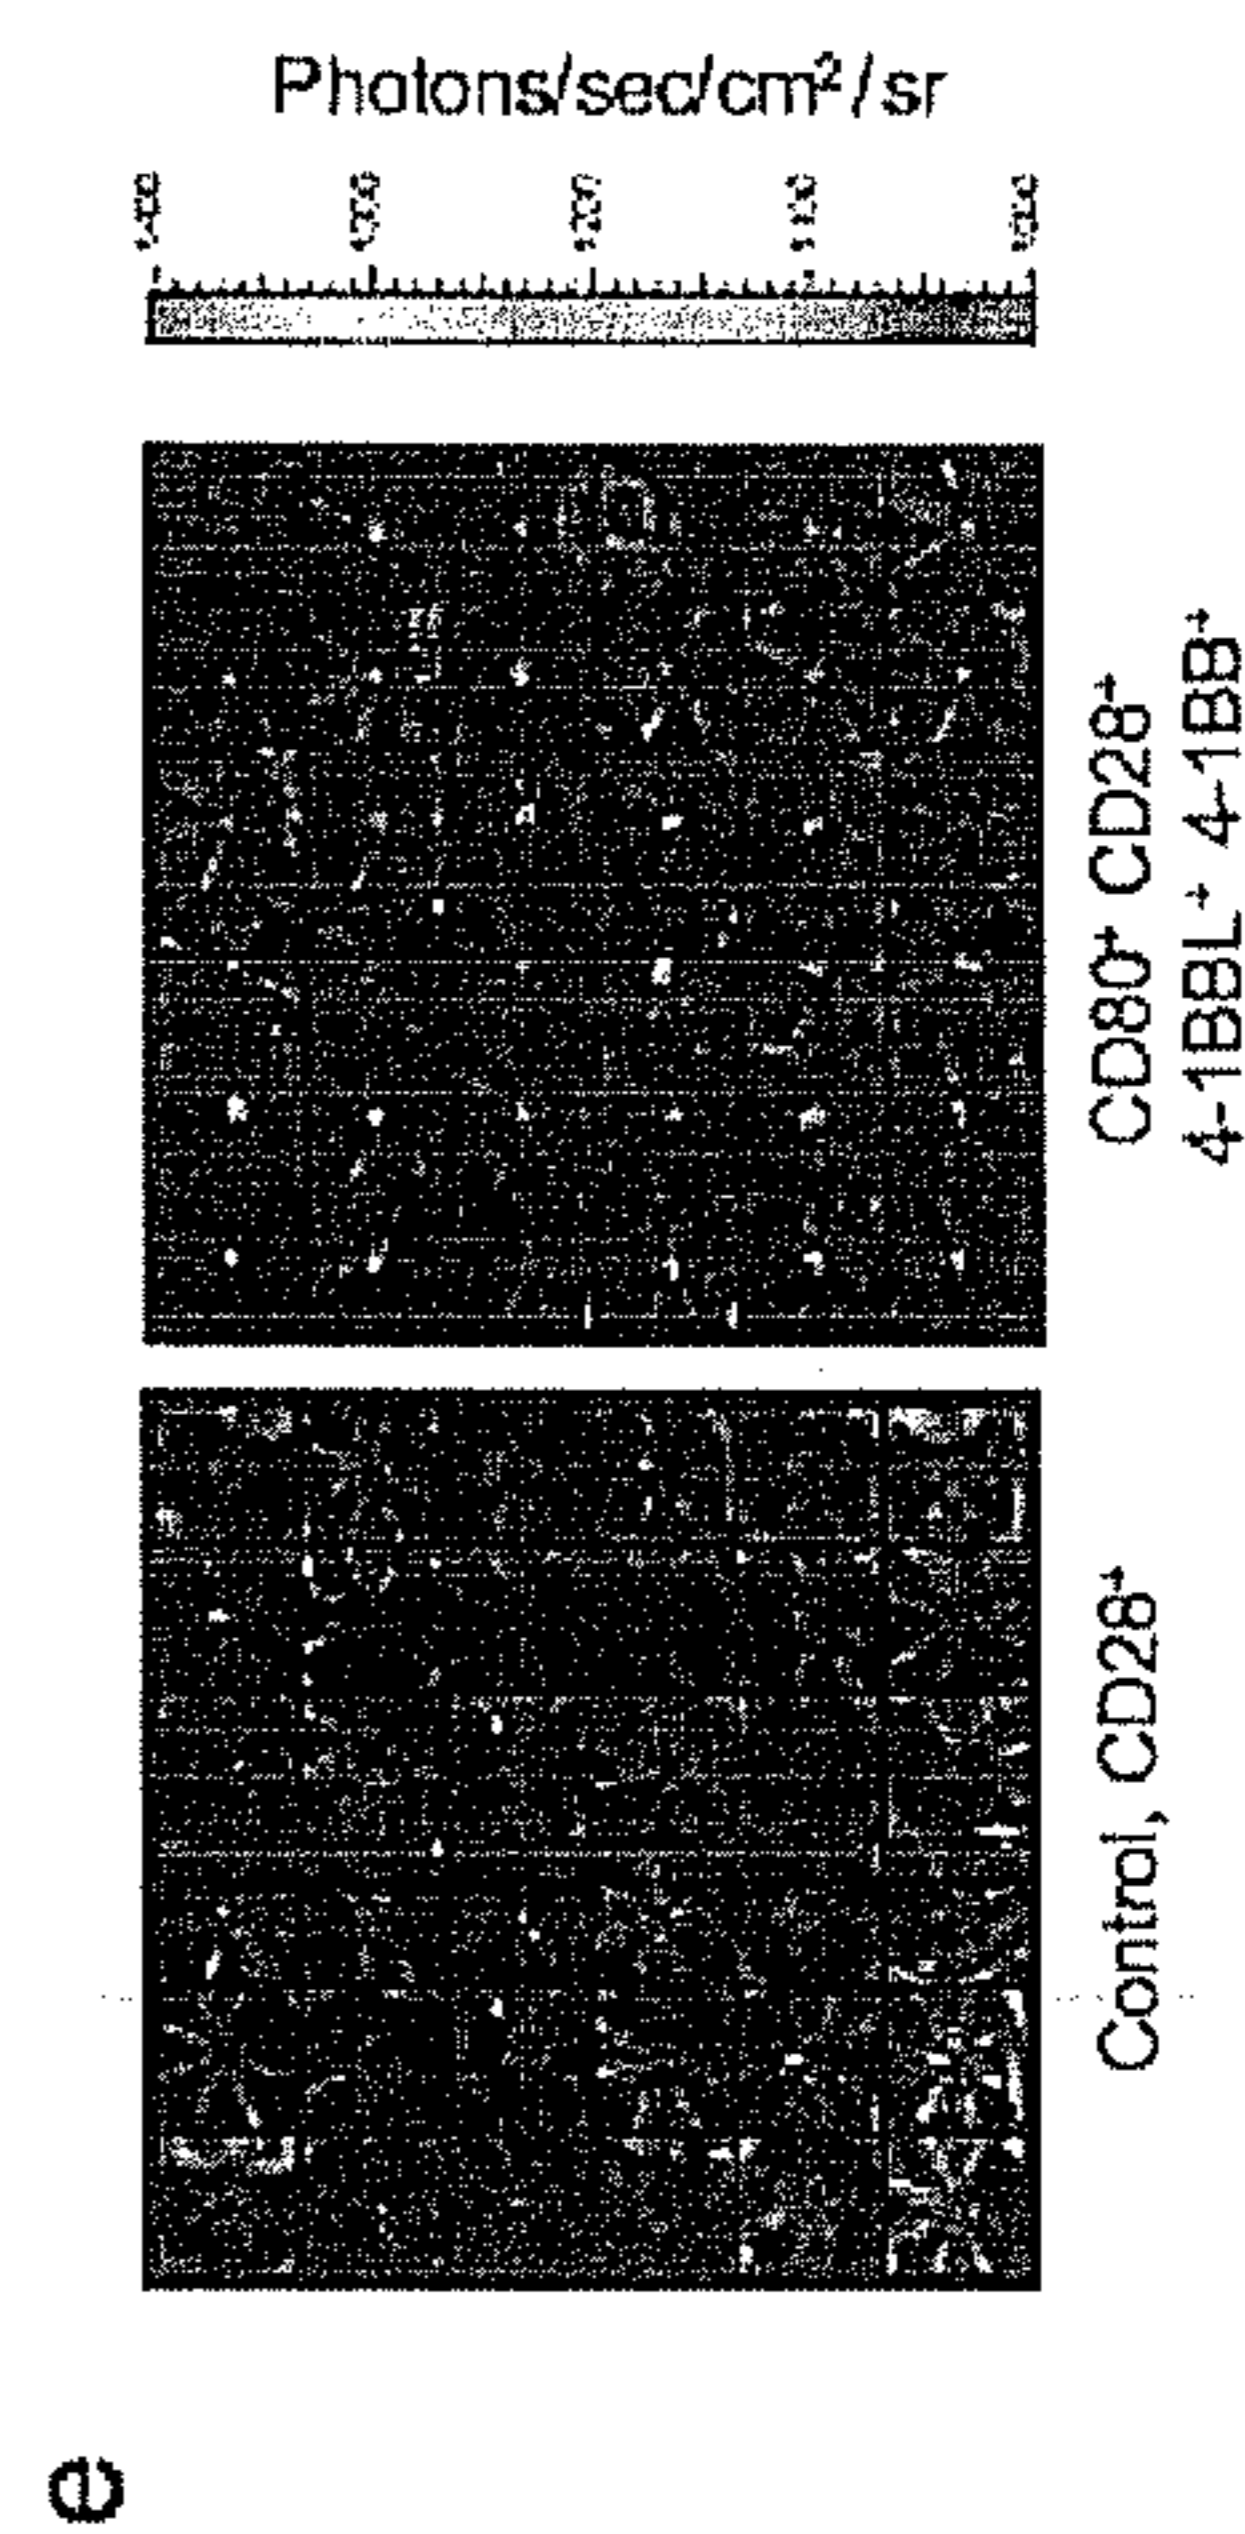 e
Photons/sec/cm²/sr
Control, CD28⁺
CD80⁺ CD28⁺
4-1BBL⁺ 4-1BB⁺